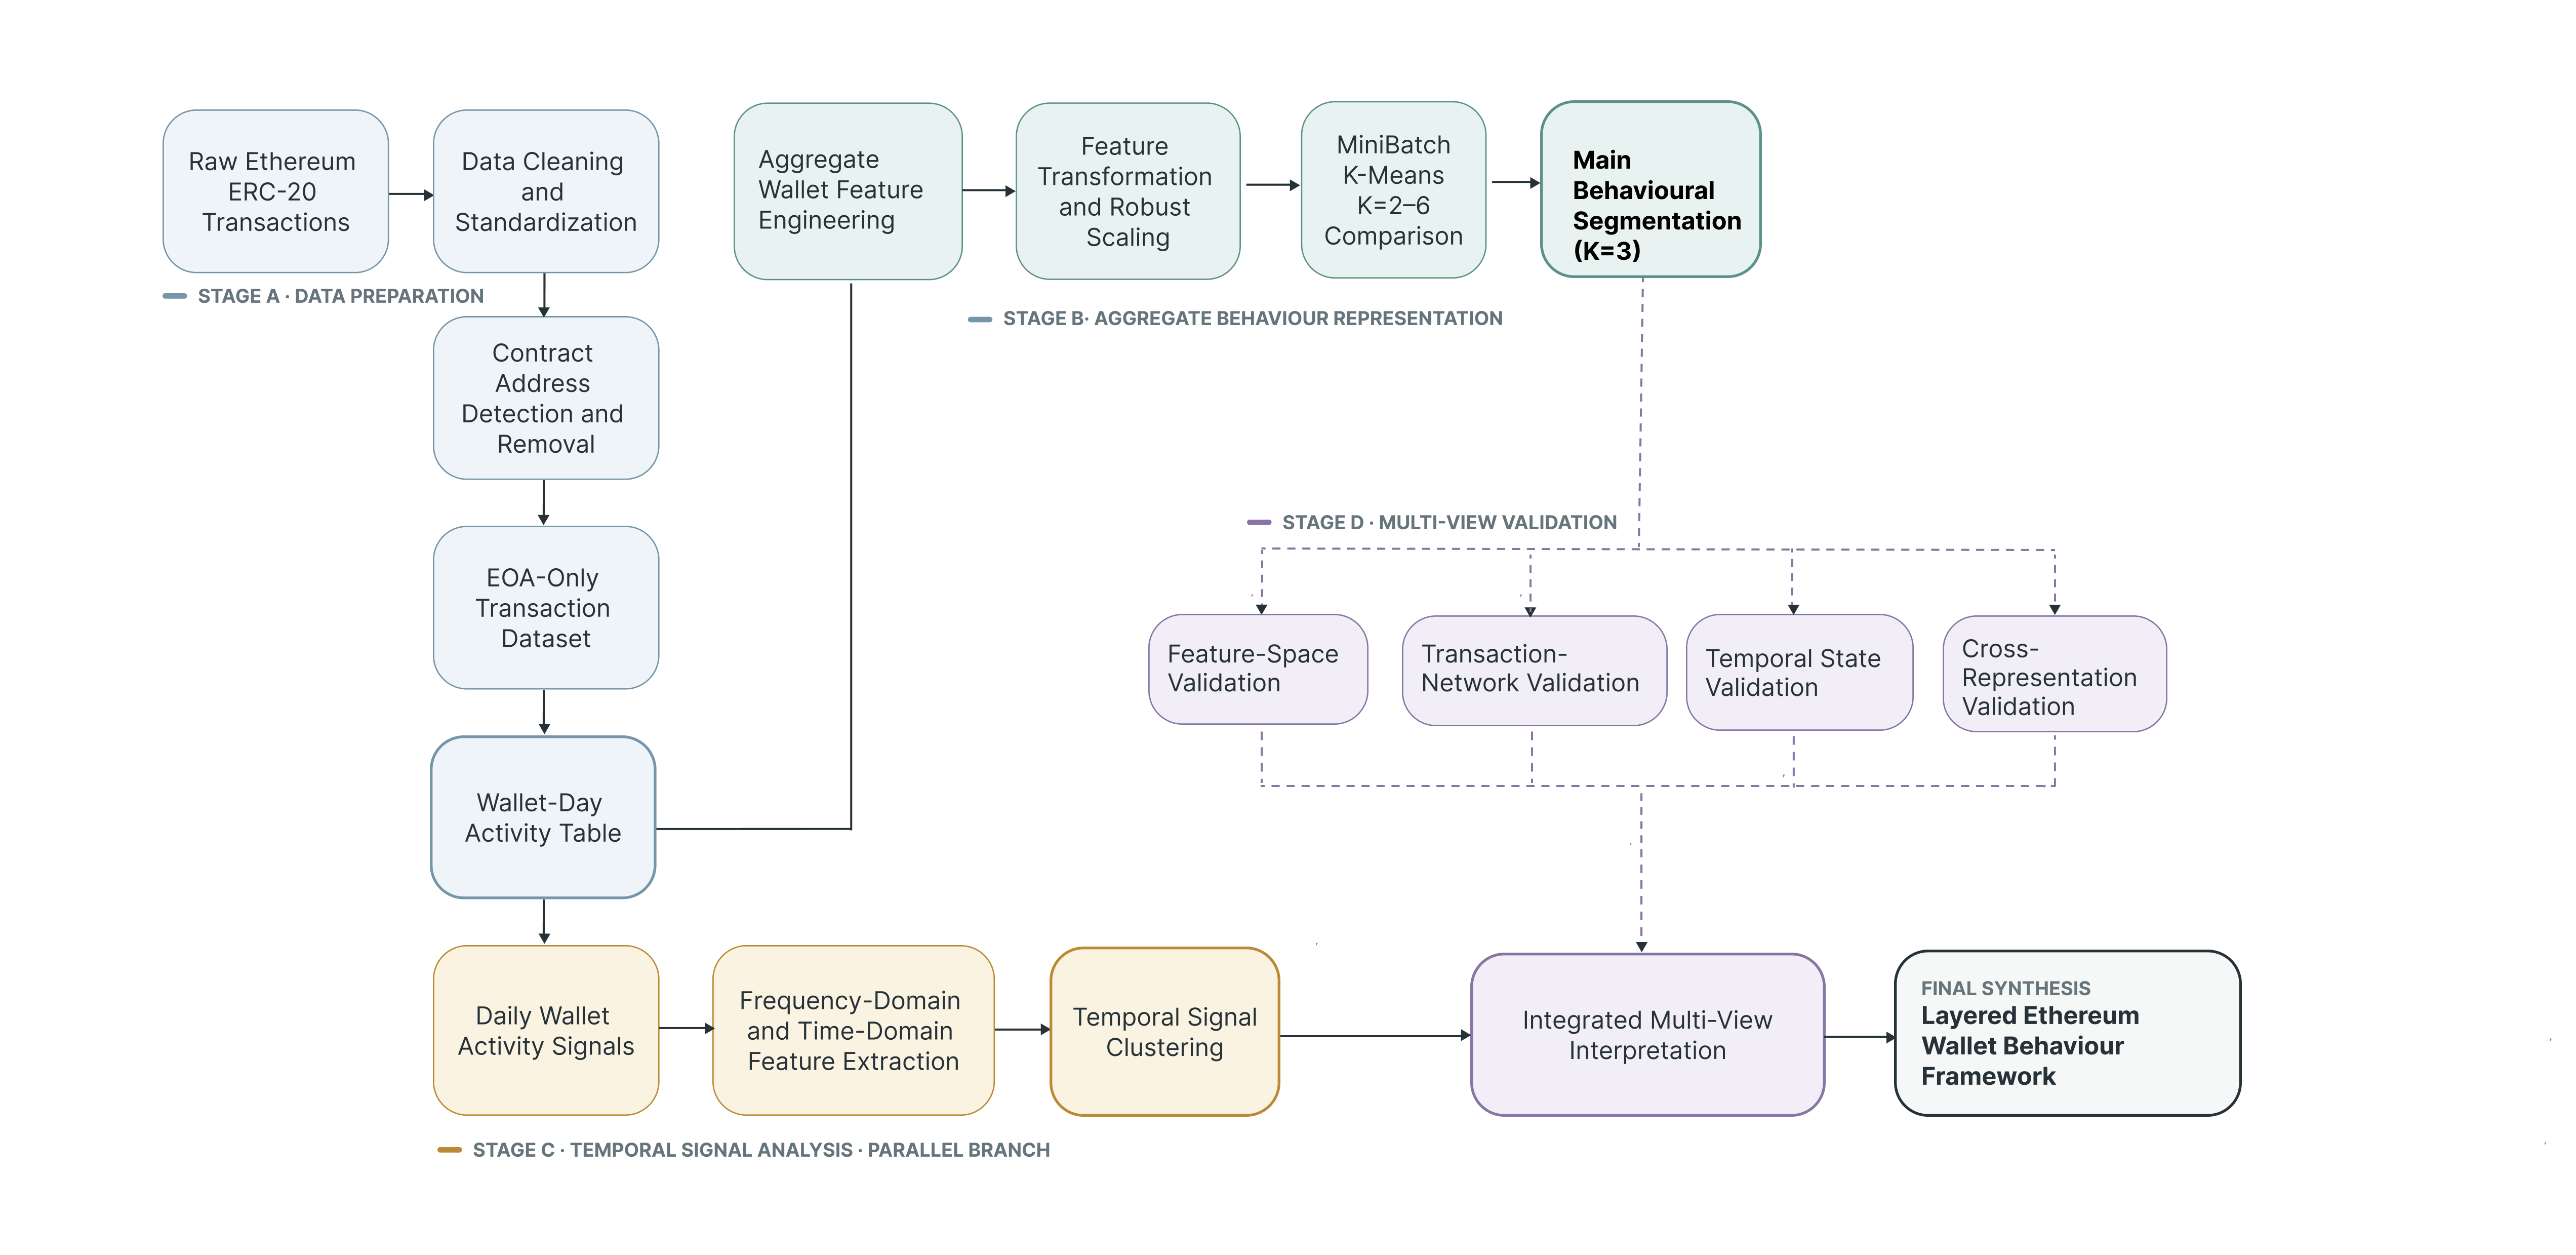 Raw Ethereum
ERC-20
Transactions
Data Cleaning
and
Standardization
STAGE A · DATA PREPARATION
Contract
Address
Detection and
Removal
EOA-Only
Transaction
Dataset
Wallet-Day
Activity Table
Aggregate
Wallet Feature
Engineering
Feature
Transformation
and Robust
Scaling
MiniBatch
K-Means
K=2–6
Comparison
Main
Behavioural
Segmentation
(K=3)
STAGE B· AGGREGATE BEHAVIOUR REPRESENTATION
STAGE D · MULTI-VIEW VALIDATION
Feature-Space
Validation
Transaction-
Network Validation
Temporal State
Validation
Cross-
Representation
Validation
Daily Wallet
Activity Signals
Frequency-Domain
and Time-Domain
Feature Extraction
Temporal Signal
Clustering
Integrated Multi-View
Interpretation
FINAL SYNTHESIS
Layered Ethereum
Wallet Behaviour
Framework
STAGE C · TEMPORAL SIGNAL ANALYSIS · PARALLEL BRANCH